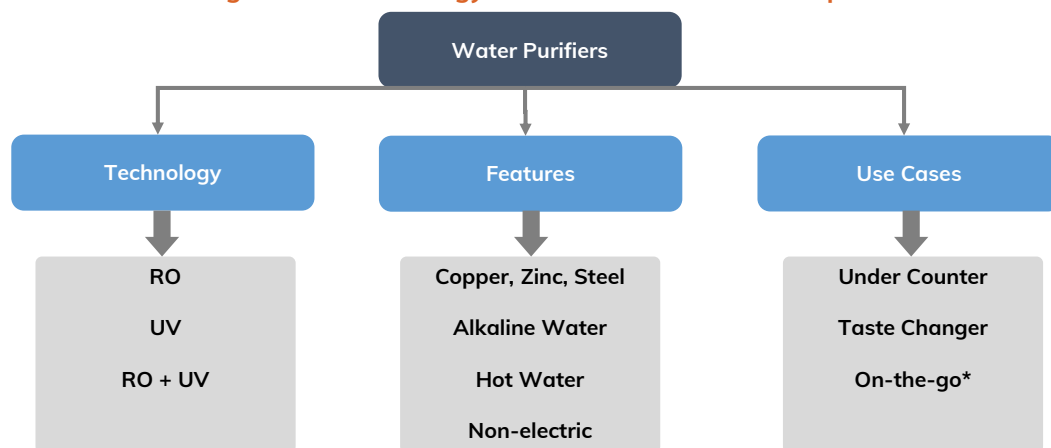 Water Purifiers
Technology
Features
Use Cases
RO
UV
RO + UV
Copper, Zinc, Steel
Alkaline Water
Hot Water
Non-electric
Under Counter
Taste Changer
On-the-go*